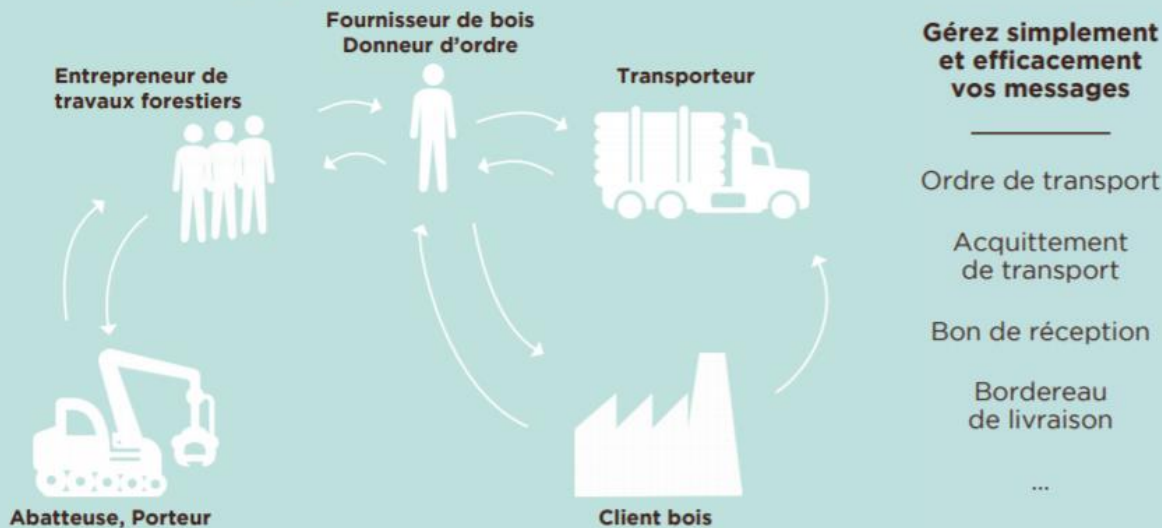 Fournisseur de bois
Donneur d'ordre
Entrepreneur de
travaux forestiers
Transporteur
Abatteuse, Porteur
Client bois
Gérez simplement
et efficacement
vos messages
Ordre de transport
Acquittement
de transport
Bon de réception
Bordereau
de livraison
...